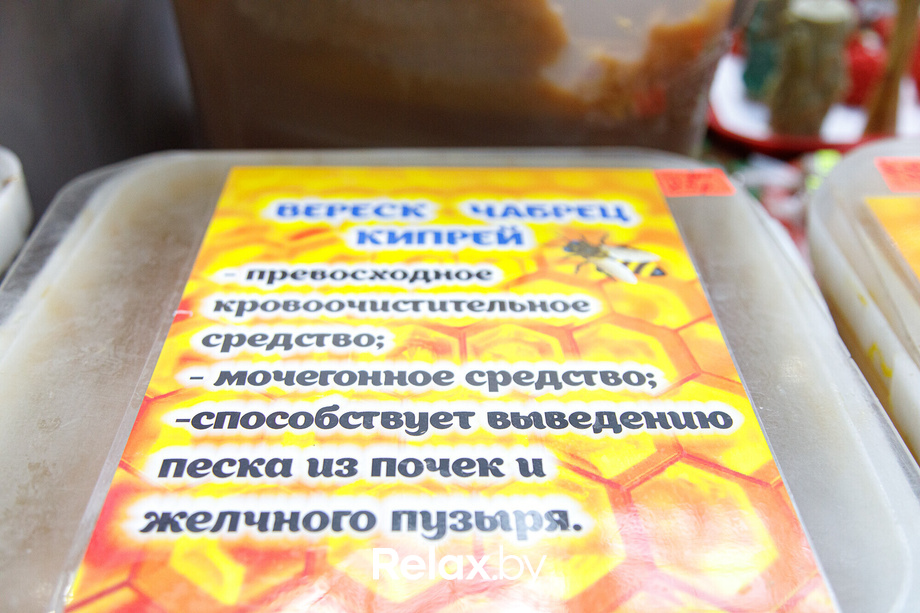 ВЕРЕСК ЧАБРЕЦ
КИПРЕЙ
- превосходное
кровоочистительное
средство;
- мочегонное средство;
-способствует выведению
песка из почек и
желчного пузыря.
Relax.by